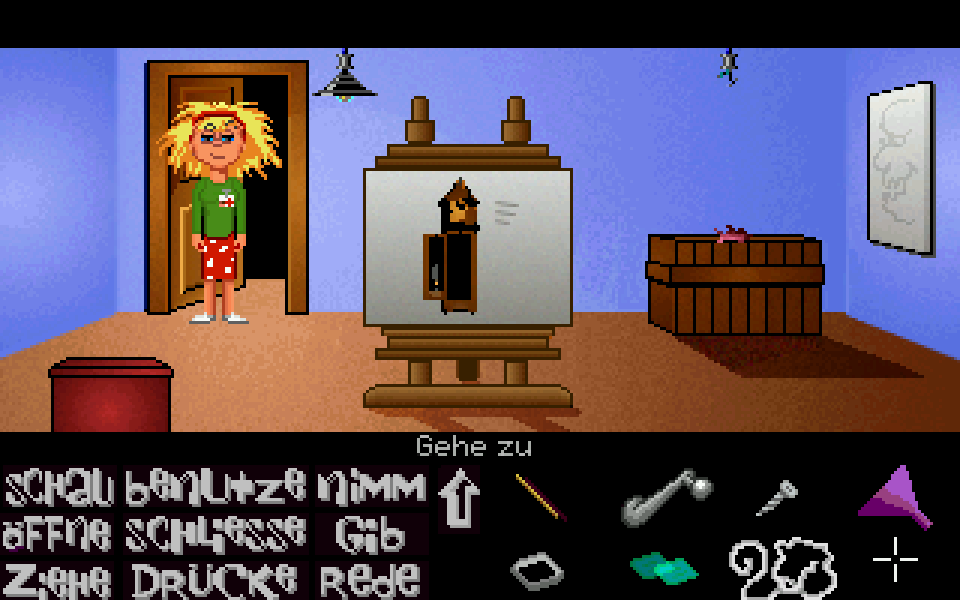 Gehe zu
SCHAU benutze nimm
öffne schliesse Gib
Ziehe DRÜCKe Rede